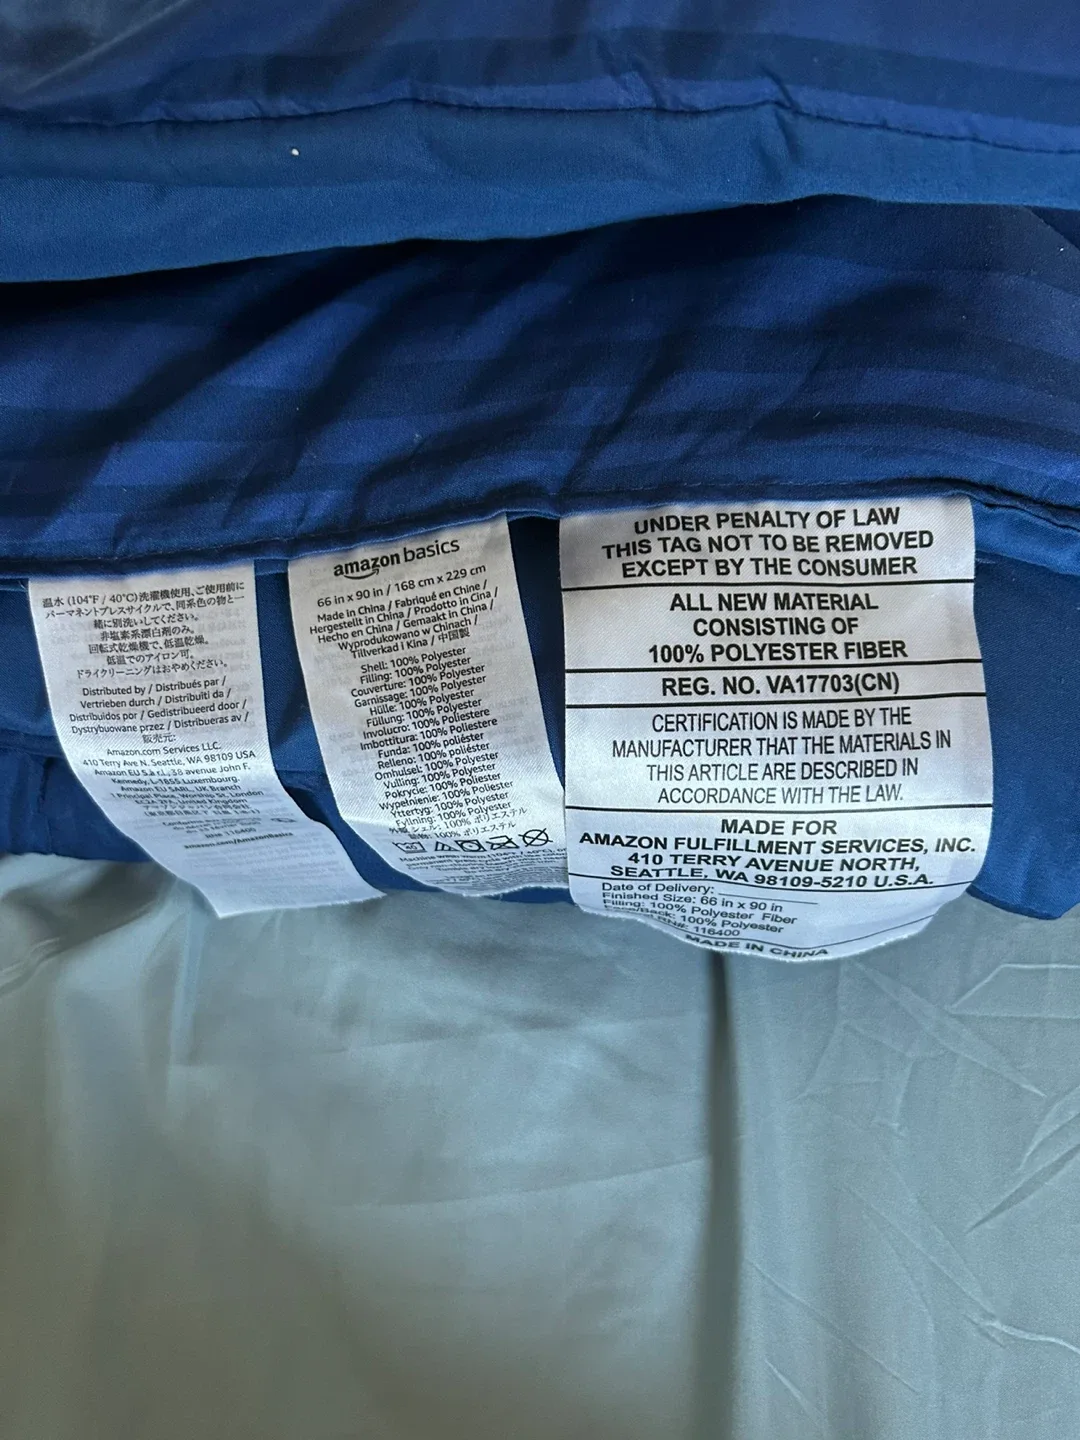 温水 (104°F / 40°C) 洗濯機使用、ご使用前に
パーマネントプレスサイクルで、同系色の物と一
緒に別洗いしてください。
非塩素系漂白剤のみ。
回転式乾燥機で、低温乾燥。
低温でのアイロン可。
ドライクリーニングはおやめください。
Distributed by / Distribués par /
Vertrieben durch / Distribuiti da /
Distribuidos por / Gedistribueerd door /
Dystrybuowane przez / Distribueras av /
販売元:
Amazon.com Services LLC.
410 Terry Ave N. Seattle, WA 98109 USA
Amazon EU S.à r.l., 38 avenue John F.
Kennedy, L-1855 Luxembourg
Amazon EU SARL, UK Branch
1 Principal Place, Worship St., London
EC2A 2FA, United Kingdom
RN 116400
amazon.com/AmazonBasics
amazon basics
66 in x 90 in / 168 cm x 229 cm
Made in China / Fabriqué en Chine /
Hergestellt in China / Prodotto in Cina /
Hecho en China / Gemaakt in China /
Wyprodukowano w Chinach /
Tillverkad i Kina / 中国製
Shell: 100% Polyester
Filling: 100% Polyester
Couverture: 100% Polyester
Garnissage: 100% Polyester
Hülle: 100% Polyester
Füllung: 100% Polyester
Involucro: 100% Poliestere
Imbottitura: 100% Poliestere
Funda: 100% poliéster
Relleno: 100% poliéster
Omhulsel: 100% Polyester
Vulling: 100% Polyester
Pokrycie: 100% Poliester
Wypełnienie: 100% Poliester
Yttertyg: 100% Polyester
Fyllning: 100% Polyester
シェル: 100% ポリエステル
100% ポリエステル
40
UNDER PENALTY OF LAW
THIS TAG NOT TO BE REMOVED
EXCEPT BY THE CONSUMER
ALL NEW MATERIAL
CONSISTING OF
100% POLYESTER FIBER
REG. NO. VA17703(CN)
CERTIFICATION IS MADE BY THE
MANUFACTURER THAT THE MATERIALS IN
THIS ARTICLE ARE DESCRIBED IN
ACCORDANCE WITH THE LAW.
MADE FOR
AMAZON FULFILLMENT SERVICES, INC.
410 TERRY AVENUE NORTH,
SEATTLE, WA 98109-5210 U.S.A.
Date of Delivery:
Finished Size: 66 in x 90 in
Filling: 100% Polyester Fiber
Face/Back: 100% Polyester
RN#: 116400
MADE IN CHINA